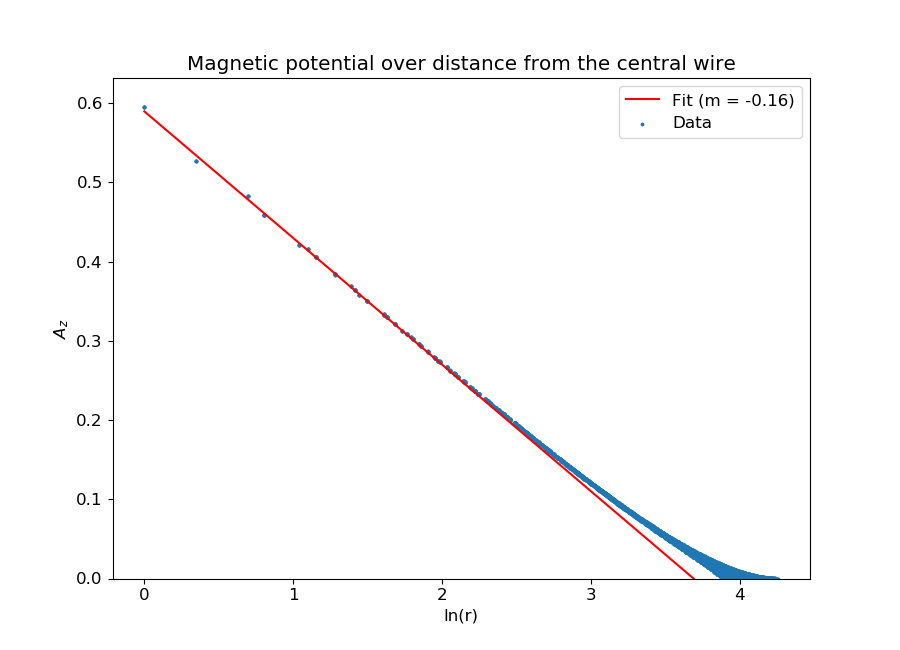 Magnetic potential over distance from the central wire
Fit (m = -0.16)
Data
0.6
0.5
0.4
0.3
0.2
0.1
0.0
A_z
0 1 2 3 4
ln(r)